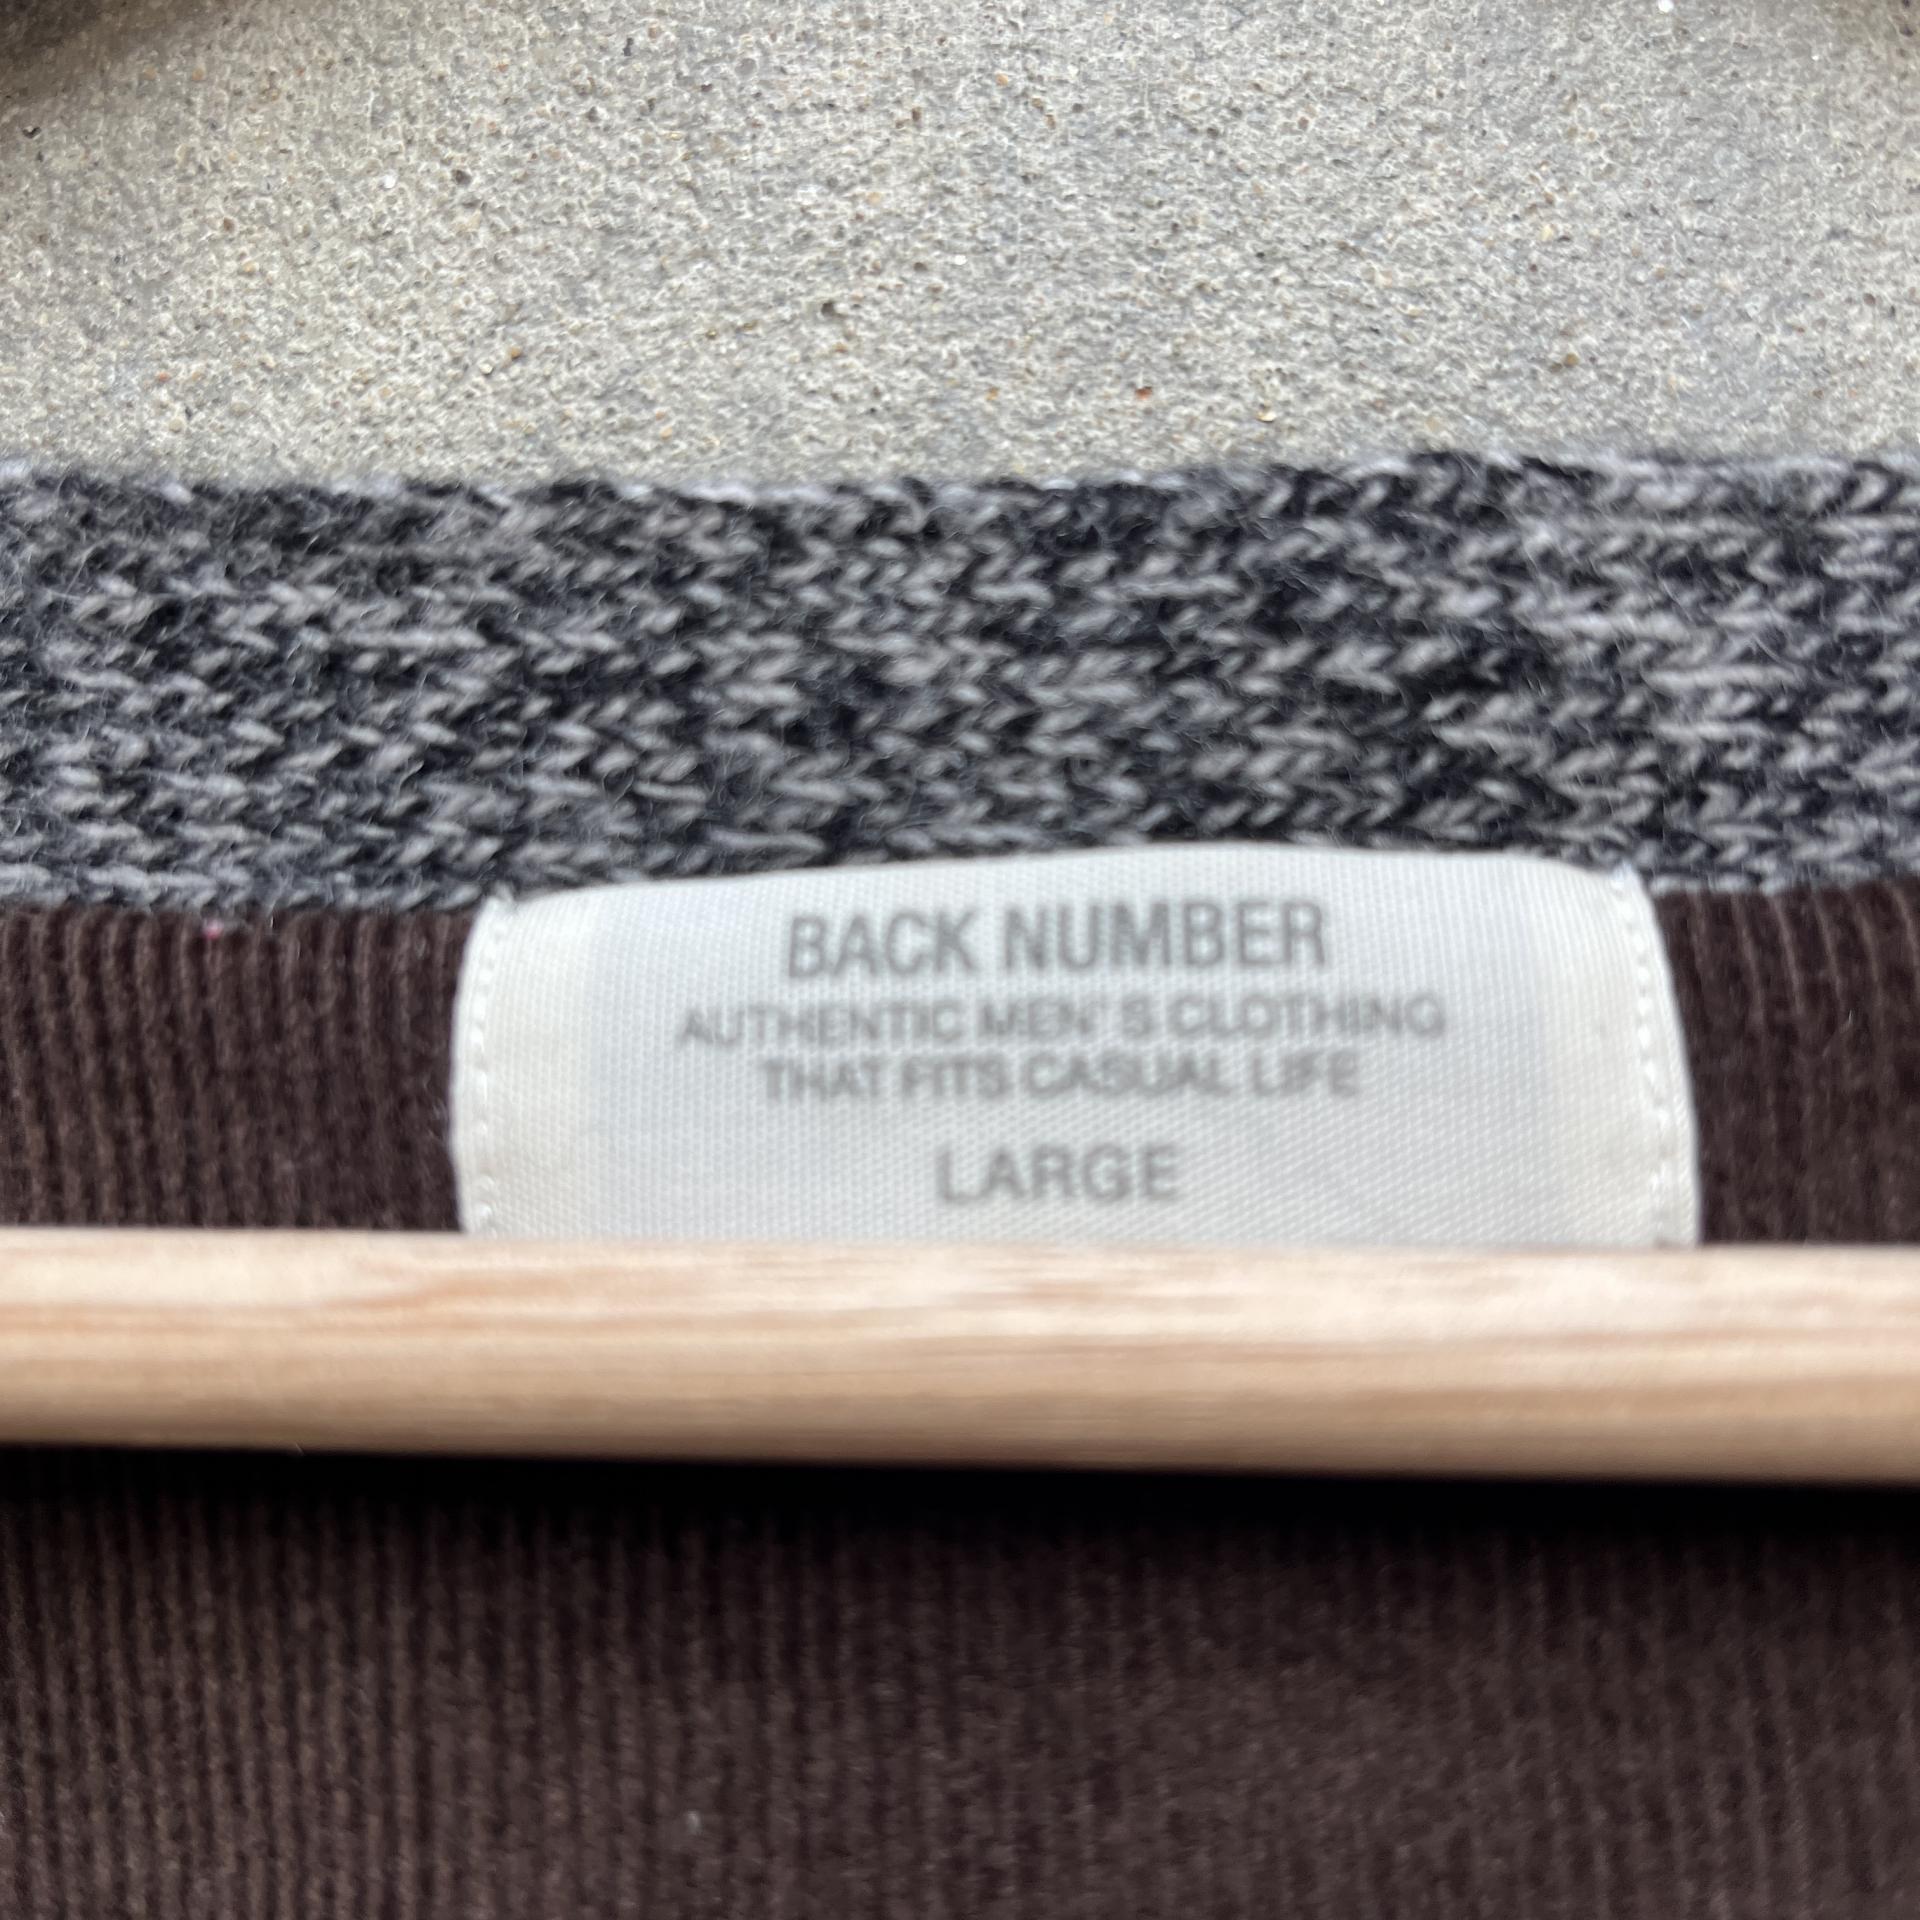 BACK NUMBER
AUTHENTIC MEN'S CLOTHING
THAT FITS CASUAL LIFE
LARGE